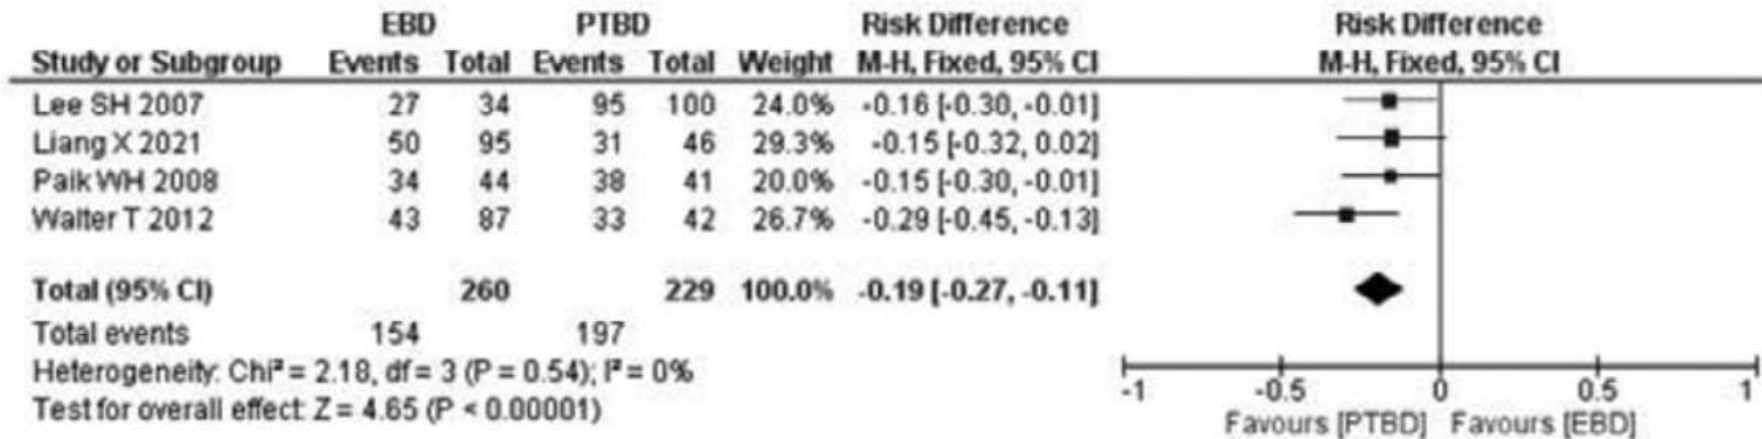 EBD PTBD Risk Difference Risk Difference
Study or Subgroup Events Total Events Total Weight M-H, Fixed, 95% CI M-H, Fixed, 95% CI
Lee SH 2007 27 34 95 100 24.0% -0.16 [-0.30, -0.01]
Liang X 2021 50 95 31 46 29.3% -0.15 [-0.32, 0.02]
Paik WH 2008 34 44 38 41 20.0% -0.15 [-0.30, -0.01]
Walter T 2012 43 87 33 42 26.7% -0.29 [-0.45, -0.13]
Total (95% CI) 260 229 100.0% -0.19 [-0.27, -0.11]
Total events 154 197
Heterogeneity: Chi² = 2.18, df = 3 (P = 0.54); I² = 0%
Test for overall effect: Z = 4.65 (P < 0.00001)
-1 -0.5 0 0.5 1
Favours [PTBD] Favours [EBD]